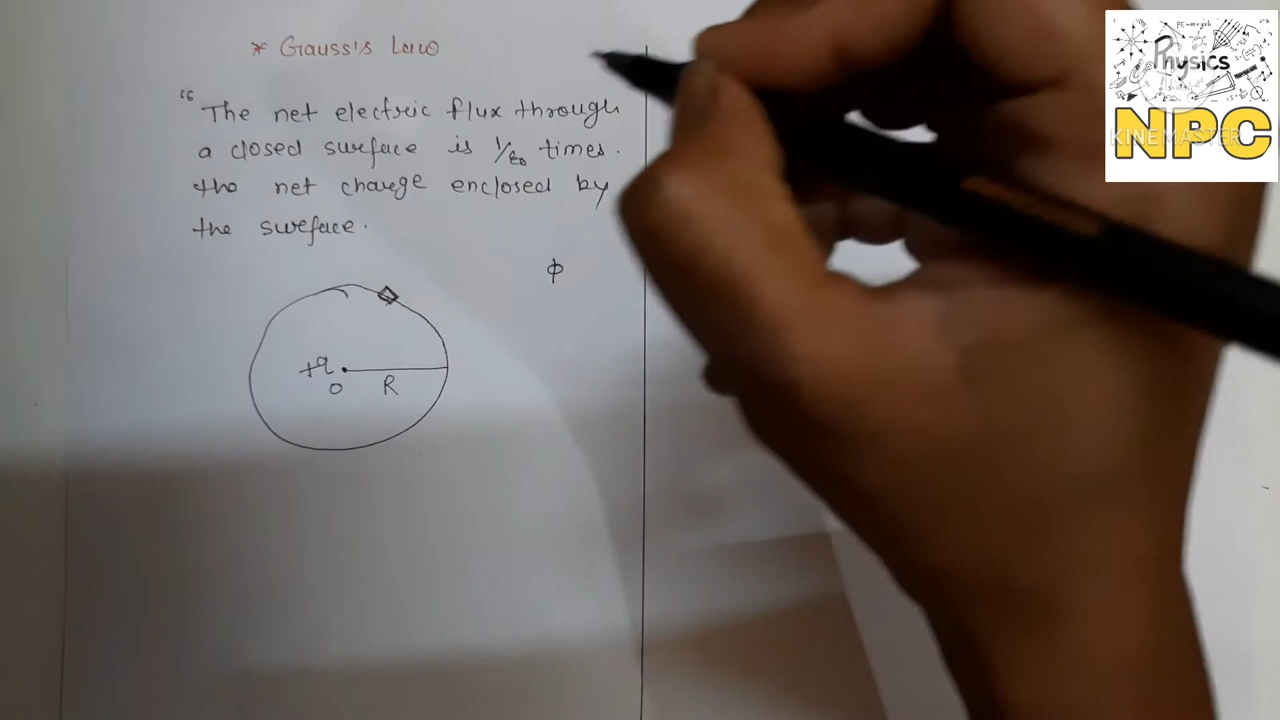 * Gauss's Law
“ The net electric flux through
a closed surface is 1/ε0 times.
the net charge enclosed by
the surface.
ϕ
+q
O
R
Physics
NPC
KINEMASTER